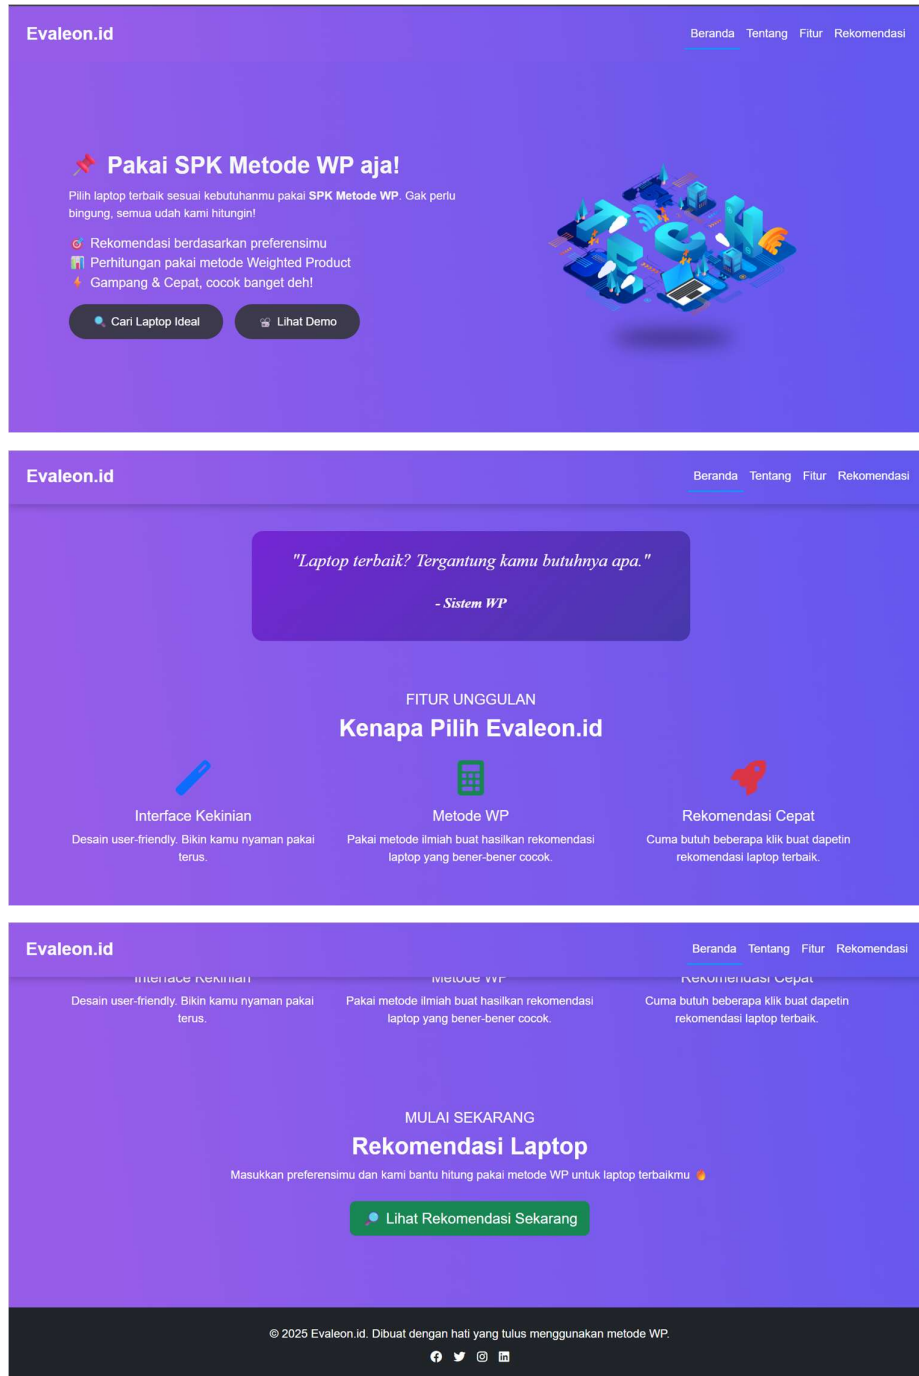 Evaleon.id
Beranda Tentang Fitur Rekomendasi
📌 Pakai SPK Metode WP aja!
Pilih laptop terbaik sesuai kebutuhanmu pakai SPK Metode WP. Gak perlu
bingung, semua udah kami hitungin!
🎯 Rekomendasi berdasarkan preferensimu
📊 Perhitungan pakai metode Weighted Product
⚡ Gampang & Cepat, cocok banget deh!
🔍 Cari Laptop Ideal
📽 Lihat Demo
TECH
Evaleon.id
Beranda Tentang Fitur Rekomendasi
"Laptop terbaik? Tergantung kamu butuhnya apa."
- Sistem WP
FITUR UNGGULAN
Kenapa Pilih Evaleon.id
Interface Kekinian
Desain user-friendly. Bikin kamu nyaman pakai
terus.
Metode WP
Pakai metode ilmiah buat hasilkan rekomendasi
laptop yang bener-bener cocok.
Rekomendasi Cepat
Cuma butuh beberapa klik buat dapetin
rekomendasi laptop terbaik.
Evaleon.id
Beranda Tentang Fitur Rekomendasi
Interface Kekinian
Desain user-friendly. Bikin kamu nyaman pakai
terus.
Metode WP
Pakai metode ilmiah buat hasilkan rekomendasi
laptop yang bener-bener cocok.
Rekomendasi Cepat
Cuma butuh beberapa klik buat dapetin
rekomendasi laptop terbaik.
MULAI SEKARANG
Rekomendasi Laptop
Masukkan preferensimu dan kami bantu hitung pakai metode WP untuk laptop terbaikmu 🔥
🔎 Lihat Rekomendasi Sekarang
© 2025 Evaleon.id. Dibuat dengan hati yang tulus menggunakan metode WP.